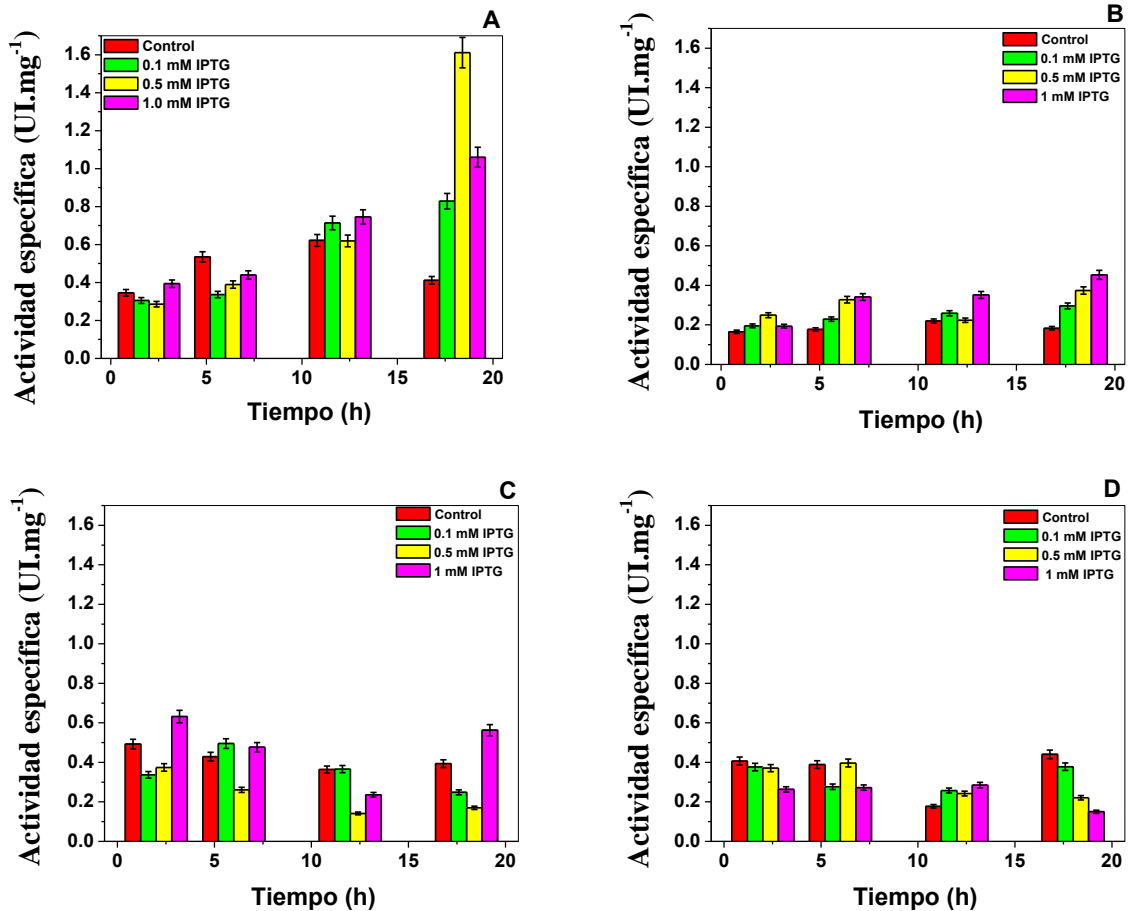 A
Actividad específica (UI.mg-1)
1.6
1.4
1.2
1.0
0.8
0.6
0.4
0.2
0.0
Control
0.1 mM IPTG
0.5 mM IPTG
1.0 mM IPTG
0 5 10 15 20
Tiempo (h)
B
Actividad específica (UI.mg-1)
1.6
1.4
1.2
1.0
0.8
0.6
0.4
0.2
0.0
Control
0.1 mM IPTG
0.5 mM IPTG
1 mM IPTG
0 5 10 15 20
Tiempo (h)
C
Actividad específica (UI.mg-1)
1.6
1.4
1.2
1.0
0.8
0.6
0.4
0.2
0.0
Control
0.1 mM IPTG
0.5 mM IPTG
1 mM IPTG
0 5 10 15 20
Tiempo (h)
D
Actividad específica (UI.mg-1)
1.6
1.4
1.2
1.0
0.8
0.6
0.4
0.2
0.0
Control
0.1 mM IPTG
0.5 mM IPTG
1 mM IPTG
0 5 10 15 20
Tiempo (h)